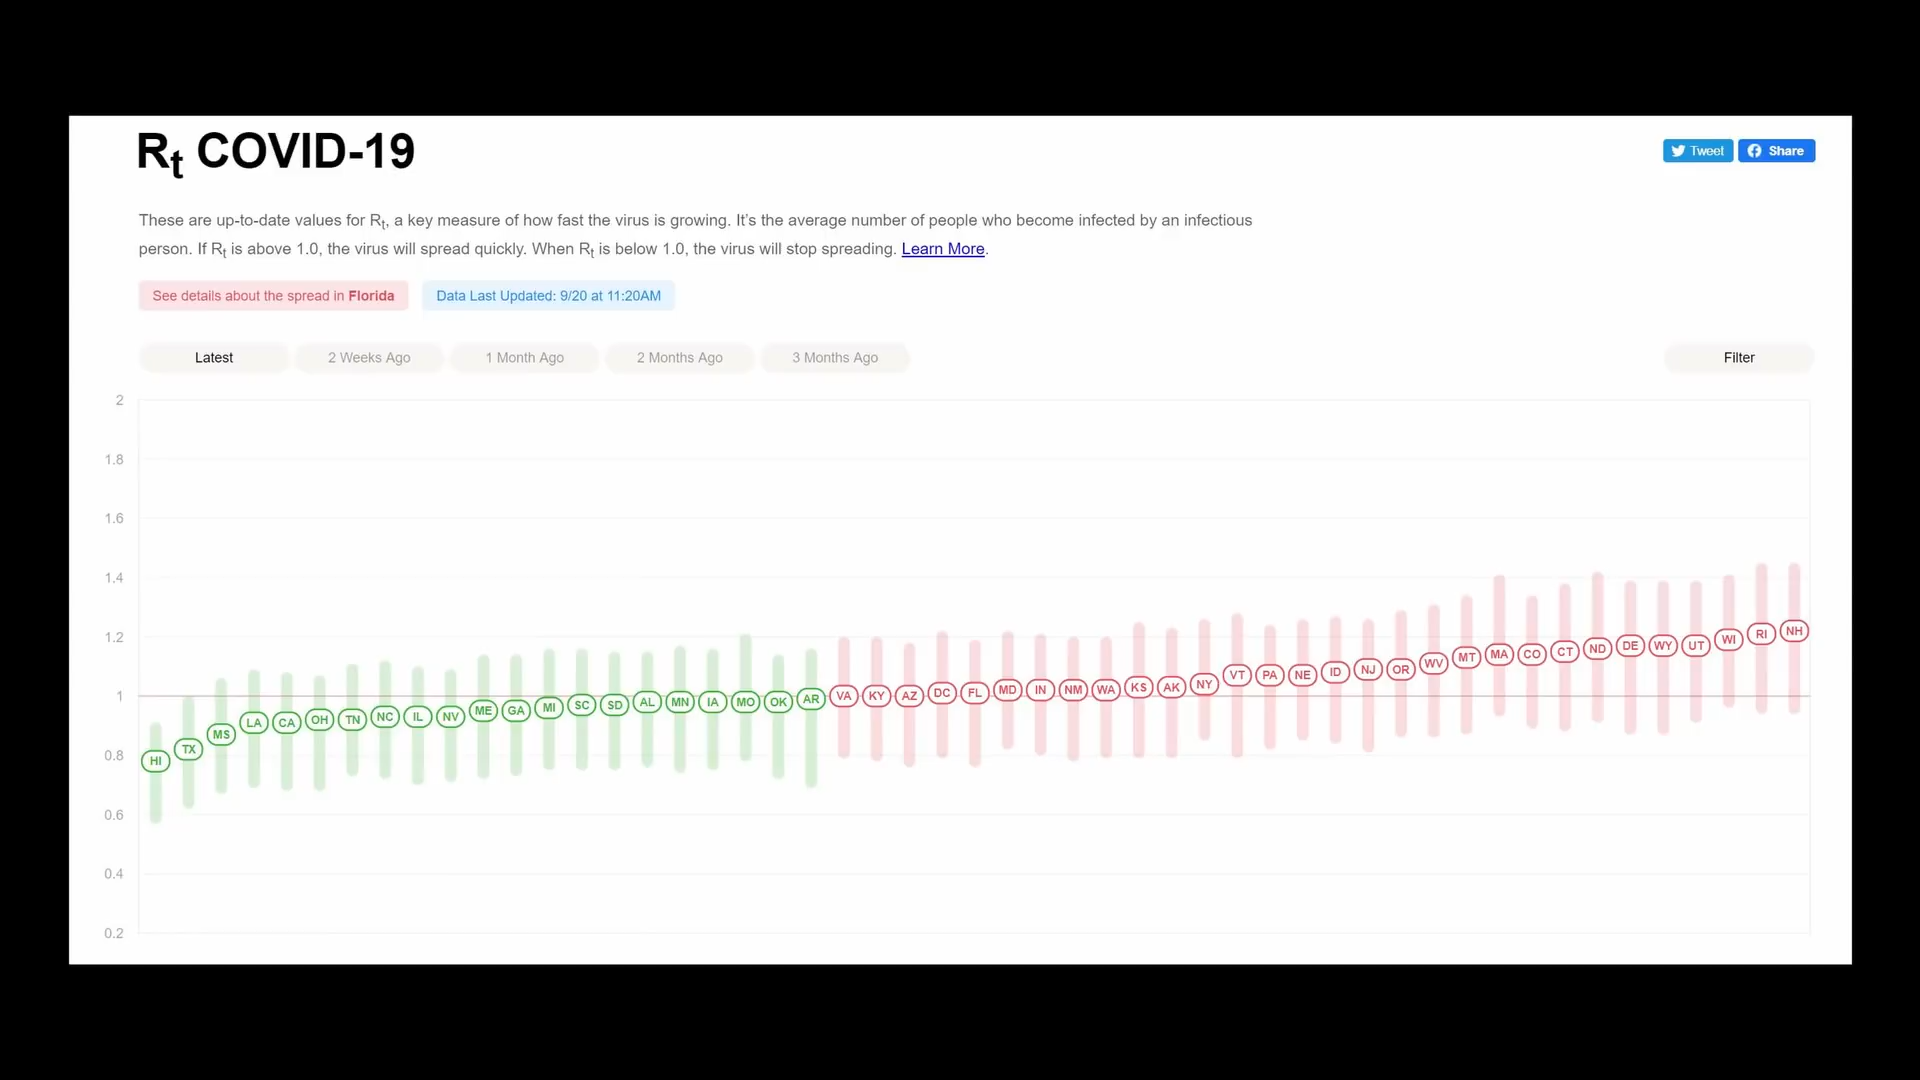 Rt COVID-19
Tweet
Share
These are up-to-date values for Rt, a key measure of how fast the virus is growing. It's the average number of people who become infected by an infectious
person. If Rt is above 1.0, the virus will spread quickly. When Rt is below 1.0, the virus will stop spreading. Learn More.
See details about the spread in Florida
Data Last Updated: 9/20 at 11:20AM
Latest
2 Weeks Ago
1 Month Ago
2 Months Ago
3 Months Ago
Filter
2
1.8
1.6
1.4
1.2
1
0.8
0.6
0.4
0.2
HI TX MS LA CA OH TN NC IL NV ME GA MI SC SD AL MN IA MO OK AR VA KY AZ DC FL MD IN NM WA KS AK NY VT PA NE ID NJ OR WV MT MA CO CT ND DE WY UT WI RI NH